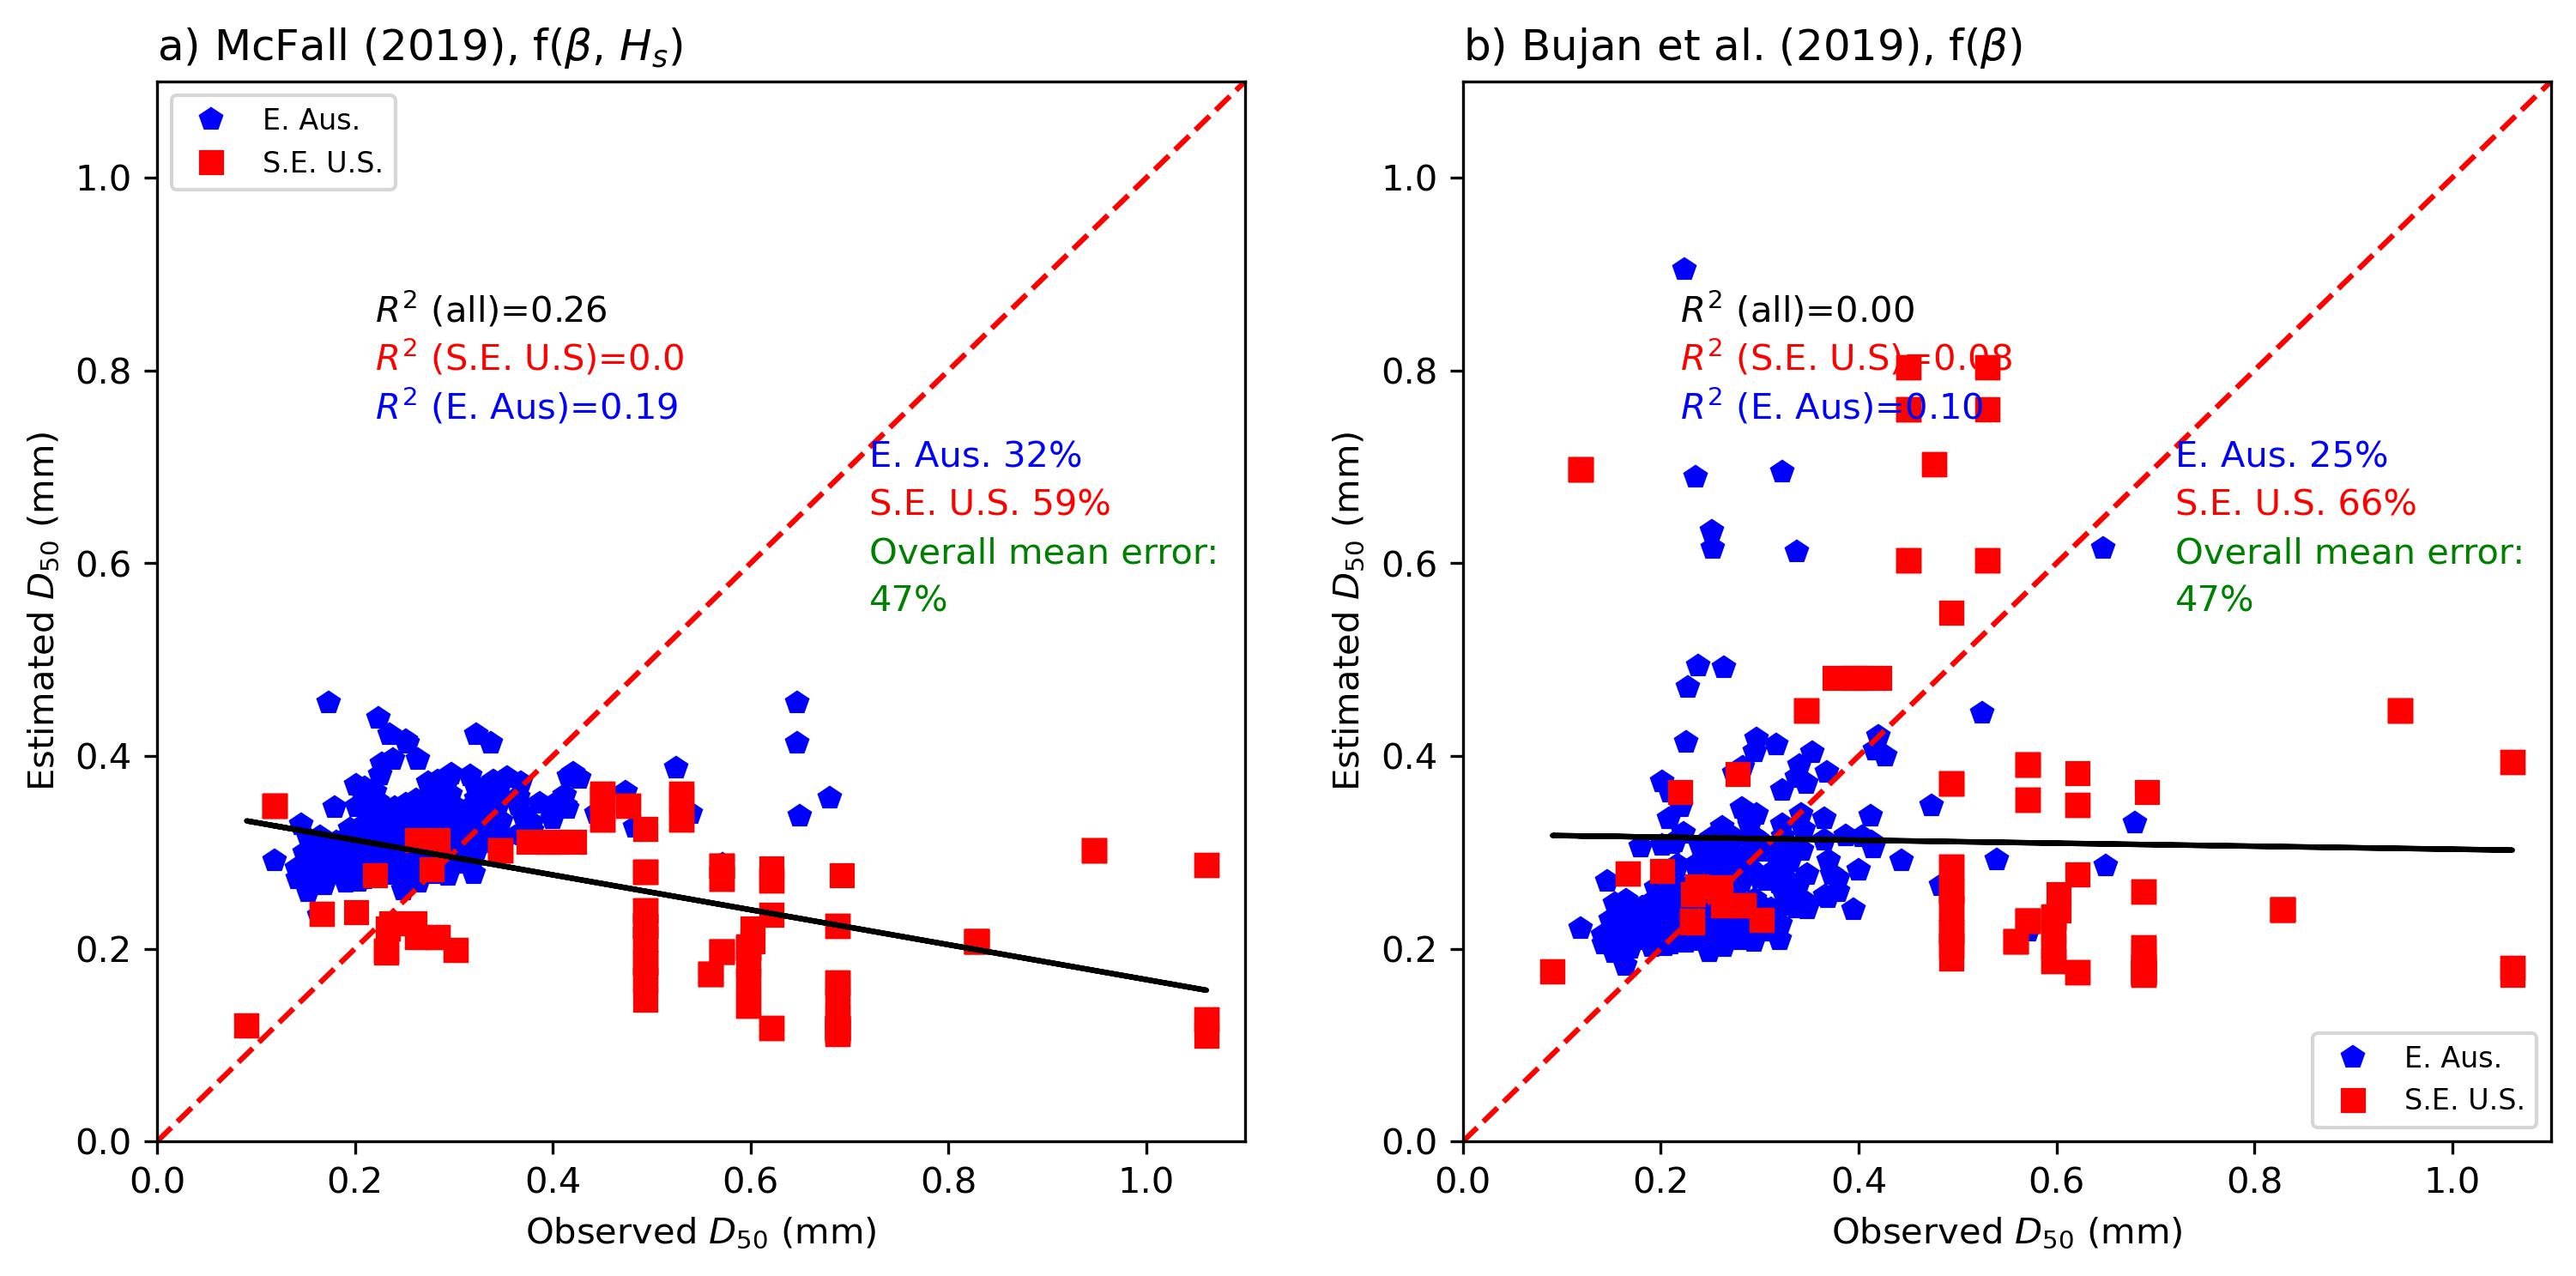 a) McFall (2019), f(β, Hs)
E. Aus.
S.E. U.S.
R² (all)=0.26
R² (S.E. U.S)=0.0
R² (E. Aus)=0.19
E. Aus. 32%
S.E. U.S. 59%
Overall mean error:
47%
1.0
0.8
0.6
0.4
0.2
0.0
Estimated D50 (mm)
0.0 0.2 0.4 0.6 0.8 1.0
Observed D50 (mm)
b) Bujan et al. (2019), f(β)
R² (all)=0.00
R² (S.E. U.S)=0.08
R² (E. Aus)=0.10
E. Aus. 25%
S.E. U.S. 66%
Overall mean error:
47%
E. Aus.
S.E. U.S.
1.0
0.8
0.6
0.4
0.2
0.0
Estimated D50 (mm)
0.0 0.2 0.4 0.6 0.8 1.0
Observed D50 (mm)